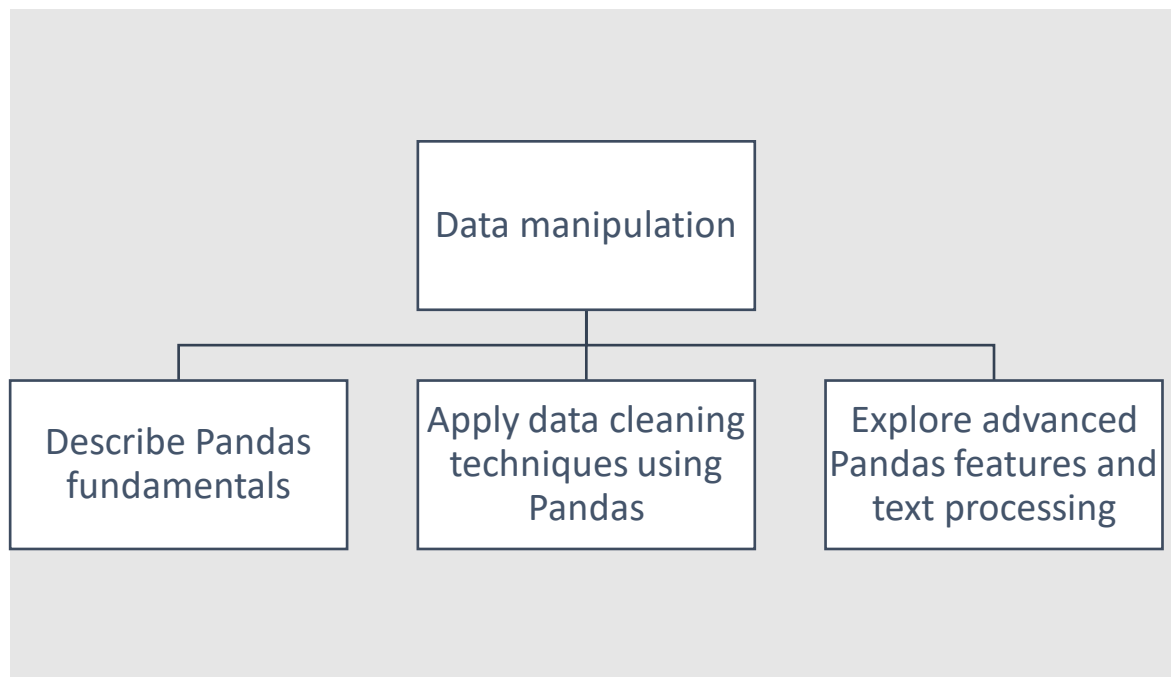 Data manipulation
Describe Pandas
fundamentals
Apply data cleaning
techniques using
Pandas
Explore advanced
Pandas features and
text processing